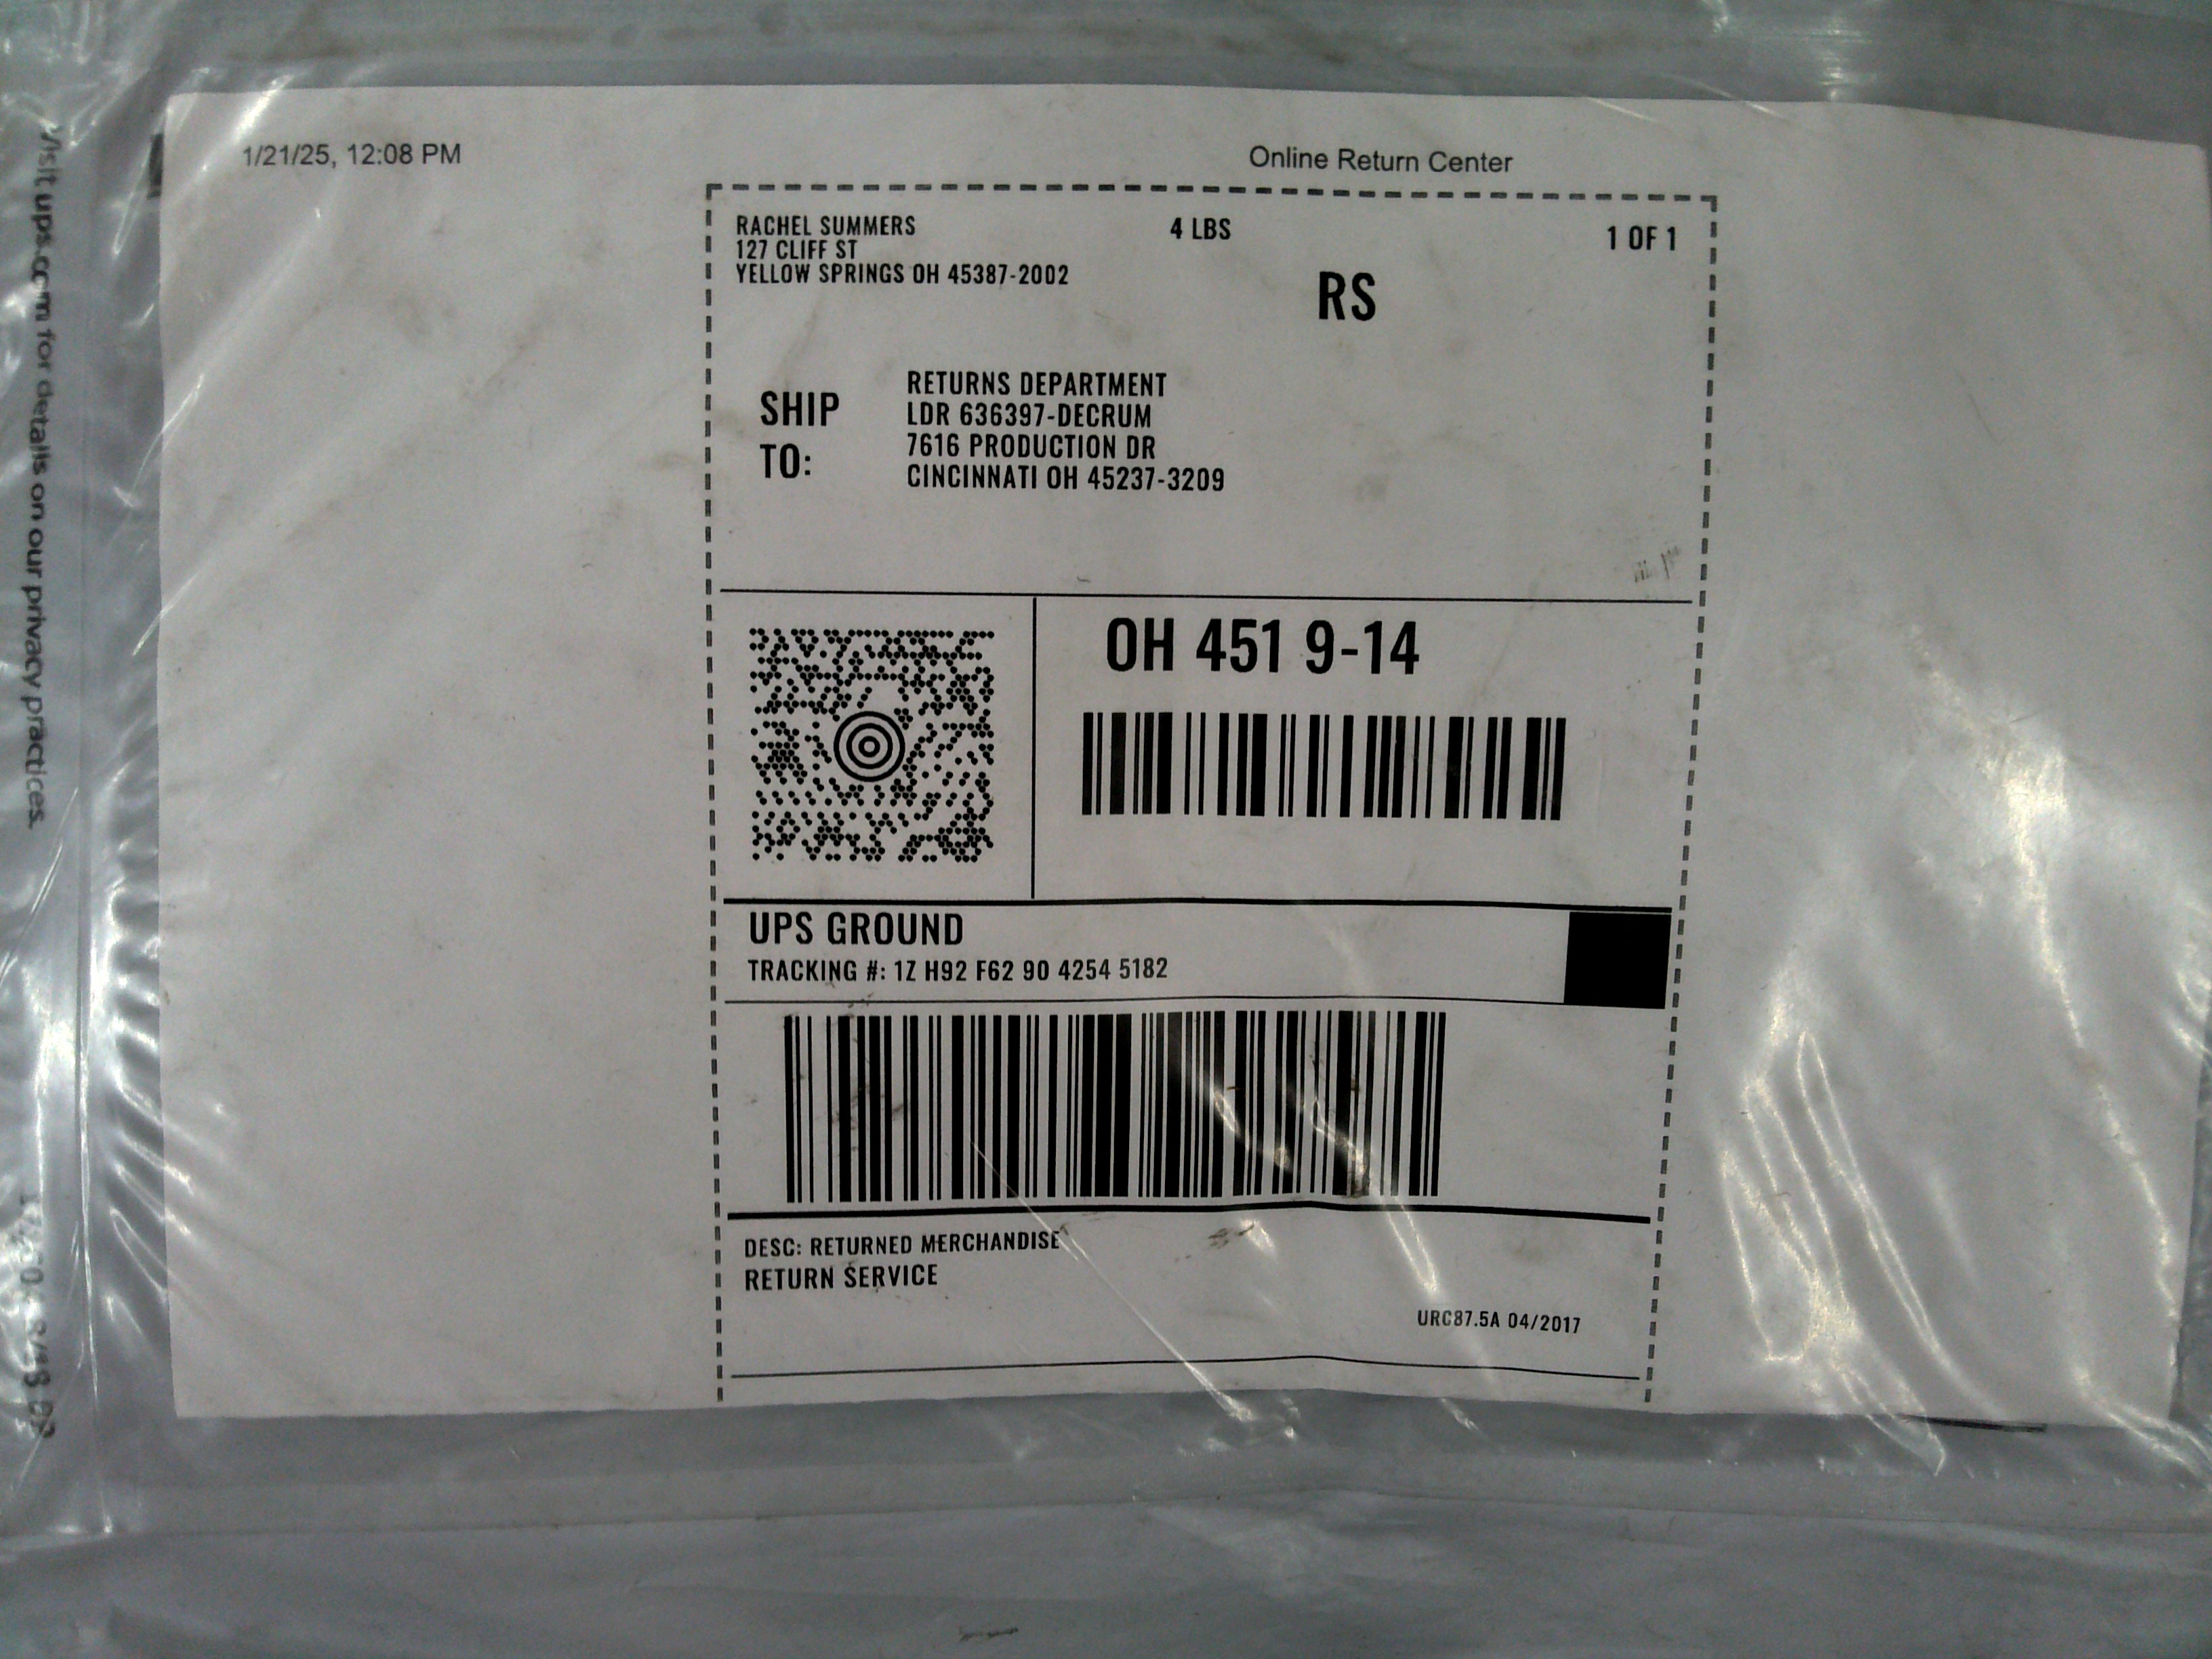 1/21/25, 12:08 PM
Online Return Center
RACHEL SUMMERS
127 CLIFF ST
YELLOW SPRINGS OH 45387-2002
4 LBS
1 OF 1
RS
SHIP TO:
RETURNS DEPARTMENT
LDR 636397-DECRUM
7616 PRODUCTION DR
CINCINNATI OH 45237-3209
OH 451 9-14
UPS GROUND
TRACKING #: 1Z H92 F62 90 4254 5182
DESC: RETURNED MERCHANDISE
RETURN SERVICE
URC87.5A 04/2017
Visit ups.com for details on our privacy practices.